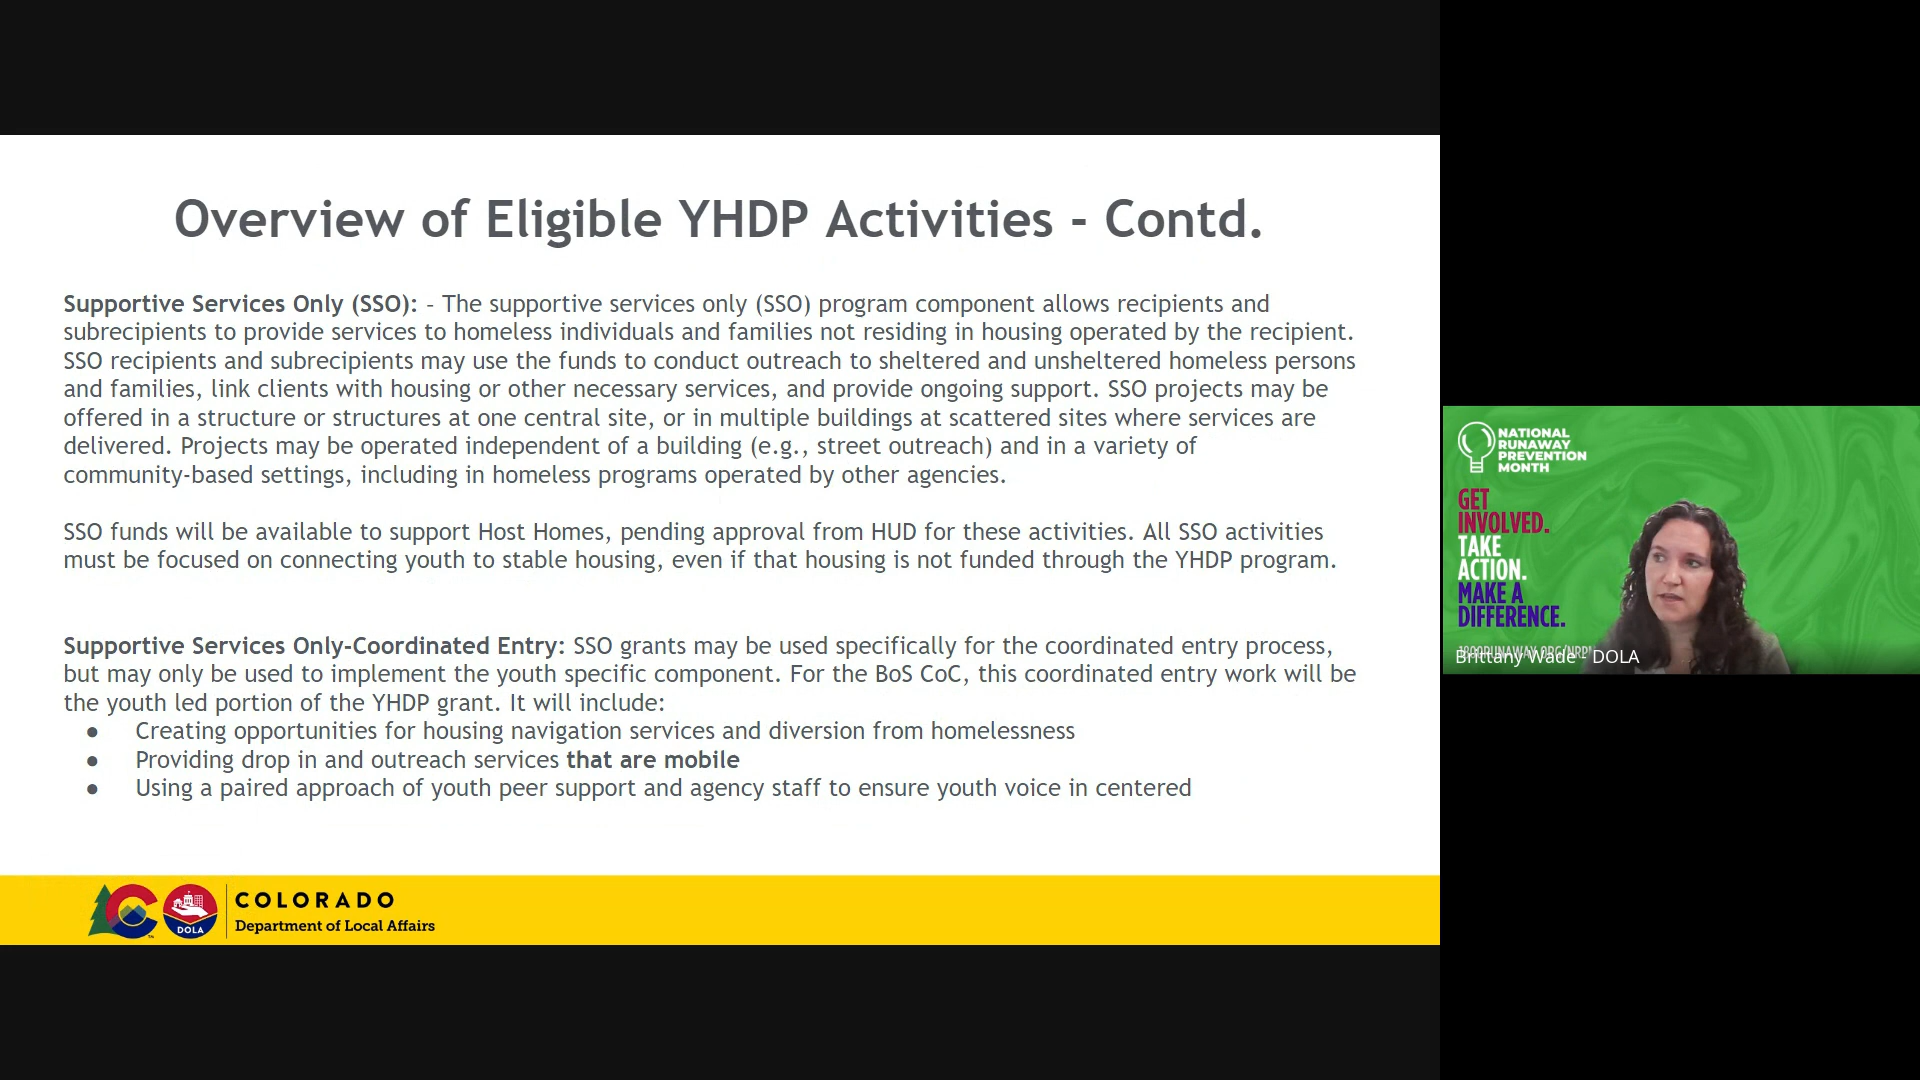 Overview of Eligible YHDP Activities - Contd.
Supportive Services Only (SSO): – The supportive services only (SSO) program component allows recipients and
subrecipients to provide services to homeless individuals and families not residing in housing operated by the recipient.
SSO recipients and subrecipients may use the funds to conduct outreach to sheltered and unsheltered homeless persons
and families, link clients with housing or other necessary services, and provide ongoing support. SSO projects may be
offered in a structure or structures at one central site, or in multiple buildings at scattered sites where services are
delivered. Projects may be operated independent of a building (e.g., street outreach) and in a variety of
community-based settings, including in homeless programs operated by other agencies.
SSO funds will be available to support Host Homes, pending approval from HUD for these activities. All SSO activities
must be focused on connecting youth to stable housing, even if that housing is not funded through the YHDP program.
Supportive Services Only-Coordinated Entry: SSO grants may be used specifically for the coordinated entry process,
but may only be used to implement the youth specific component. For the BoS CoC, this coordinated entry work will be
the youth led portion of the YHDP grant. It will include:
● Creating opportunities for housing navigation services and diversion from homelessness
● Providing drop in and outreach services that are mobile
● Using a paired approach of youth peer support and agency staff to ensure youth voice in centered
DOLA
COLORADO
Department of Local Affairs
NATIONAL
RUNAWAY
PREVENTION
MONTH
GET
INVOLVED.
TAKE
ACTION.
MAKE A
DIFFERENCE.
Brittany Wade - DOLA